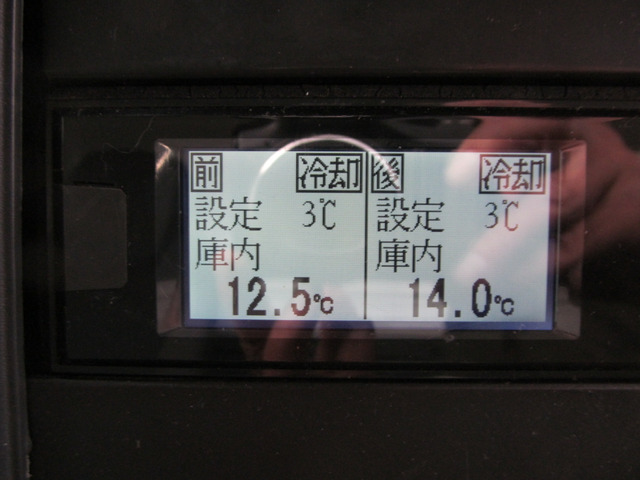 前 冷却
設定 3℃
庫内
12.5℃
後 冷却
設定 3℃
庫内
14.0℃